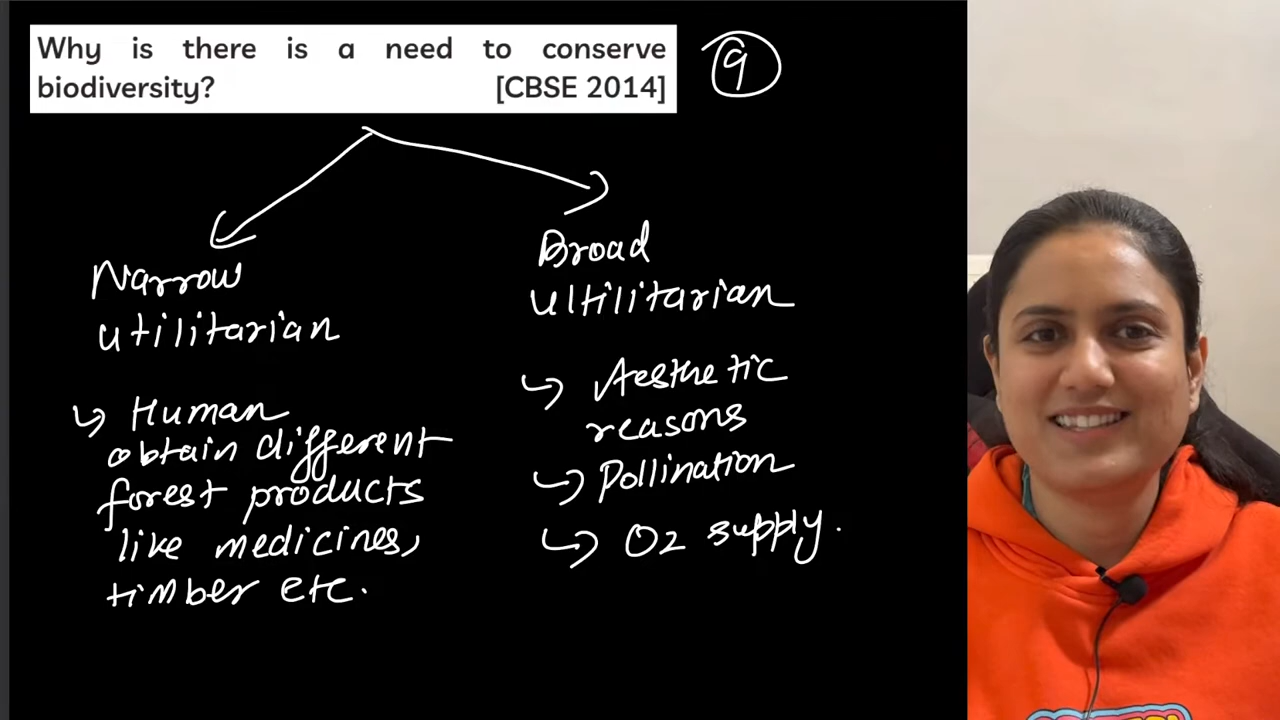 Why is there is a need to conserve
biodiversity? [CBSE 2014]
9
Narrow
utilitarian
↳ Human
obtain different
forest products
like medicines,
timber etc.
Broad
Ultilitarian
↳ Aesthetic
reasons
↳ Pollination
↳ O2 supply.